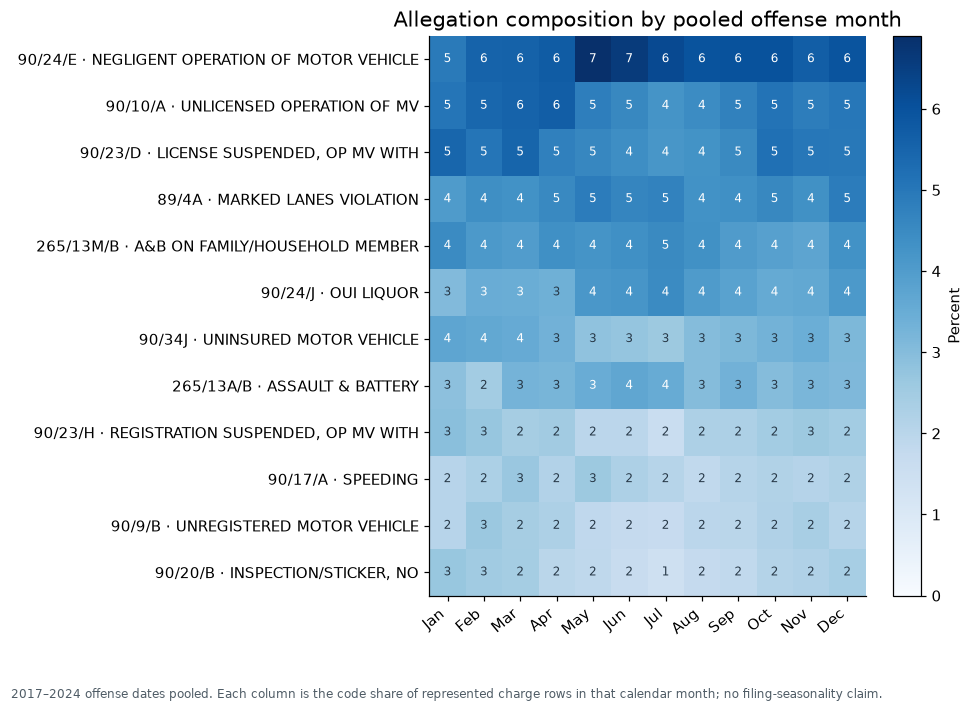 Allegation composition by pooled offense month
90/24/E · NEGLIGENT OPERATION OF MOTOR VEHICLE 5 6 6 6 7 7 6 6 6 6 6 6
90/10/A · UNLICENSED OPERATION OF MV 5 5 6 6 5 5 4 4 5 5 5 5
90/23/D · LICENSE SUSPENDED, OP MV WITH 5 5 5 5 5 4 4 4 5 5 5 5
89/4A · MARKED LANES VIOLATION 4 4 4 5 5 5 5 4 4 5 4 5
265/13M/B · A&B ON FAMILY/HOUSEHOLD MEMBER 4 4 4 4 4 4 5 4 4 4 4 4
90/24/J · OUI LIQUOR 3 3 3 3 4 4 4 4 4 4 4 4
90/34J · UNINSURED MOTOR VEHICLE 4 4 4 3 3 3 3 3 3 3 3 3
265/13A/B · ASSAULT & BATTERY 3 2 3 3 3 4 4 3 3 3 3 3
90/23/H · REGISTRATION SUSPENDED, OP MV WITH 3 3 2 2 2 2 2 2 2 2 3 2
90/17/A · SPEEDING 2 2 3 2 3 2 2 2 2 2 2 2
90/9/B · UNREGISTERED MOTOR VEHICLE 2 3 2 2 2 2 2 2 2 2 2 2
90/20/B · INSPECTION/STICKER, NO 3 3 2 2 2 2 1 2 2 2 2 2
Jan Feb Mar Apr May Jun Jul Aug Sep Oct Nov Dec
6
5
4
3
2
1
0
Percent
2017–2024 offense dates pooled. Each column is the code share of represented charge rows in that calendar month; no filing-seasonality claim.